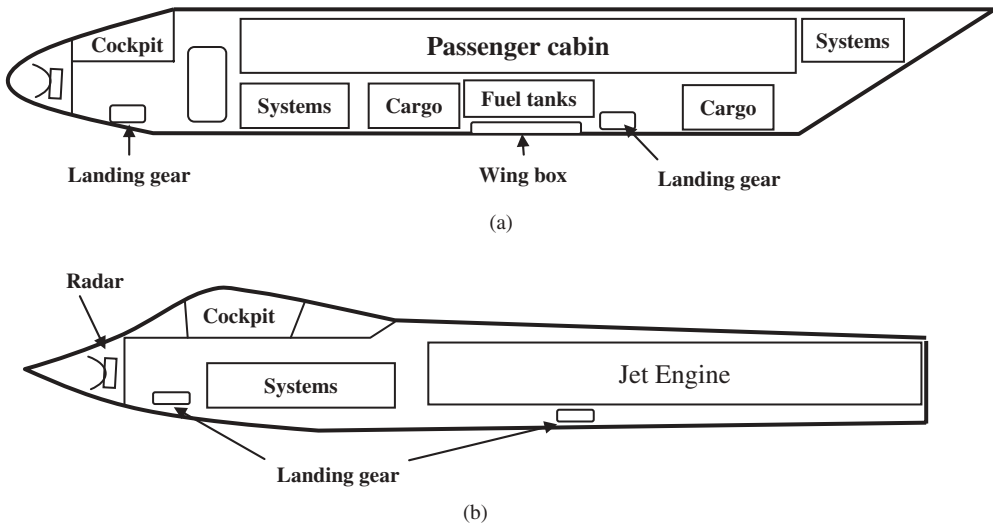 Cockpit
Passenger cabin
Systems
Systems
Cargo
Fuel tanks
Cargo
Landing gear
Wing box
Landing gear
(a)
Radar
Cockpit
Systems
Jet Engine
Landing gear
(b)